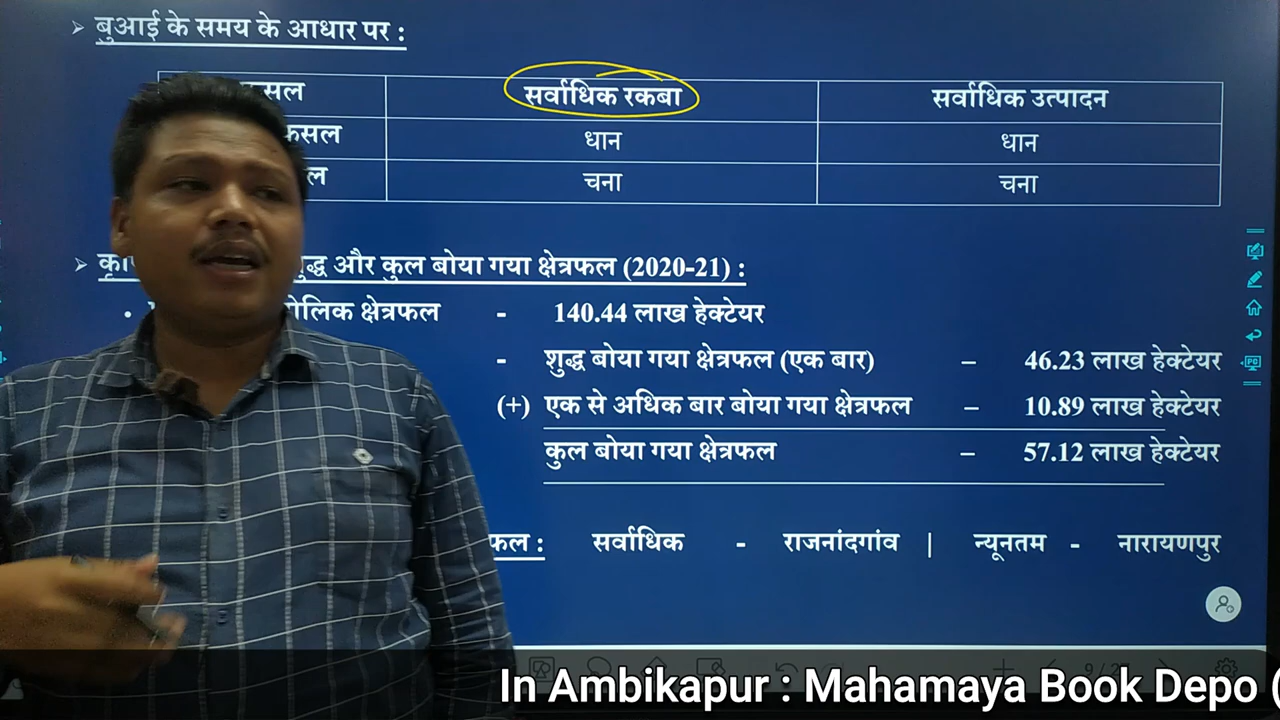 बुआई के समय के आधार पर :
सल सर्वाधिक रकबा सर्वाधिक उत्पादन
फसल धान धान
ल चना चना
शुद्ध और कुल बोया गया क्षेत्रफल (2020-21) :
क्षेत्रफल - 140.44 लाख हेक्टेयर
- शुद्ध बोया गया क्षेत्रफल (एक बार) – 46.23 लाख हेक्टेयर
(+) एक से अधिक बार बोया गया क्षेत्रफल – 10.89 लाख हेक्टेयर
कुल बोया गया क्षेत्रफल – 57.12 लाख हेक्टेयर
फल : सर्वाधिक - राजनांदगांव | न्यूनतम - नारायणपुर
In Ambikapur : Mahamaya Book Depo (